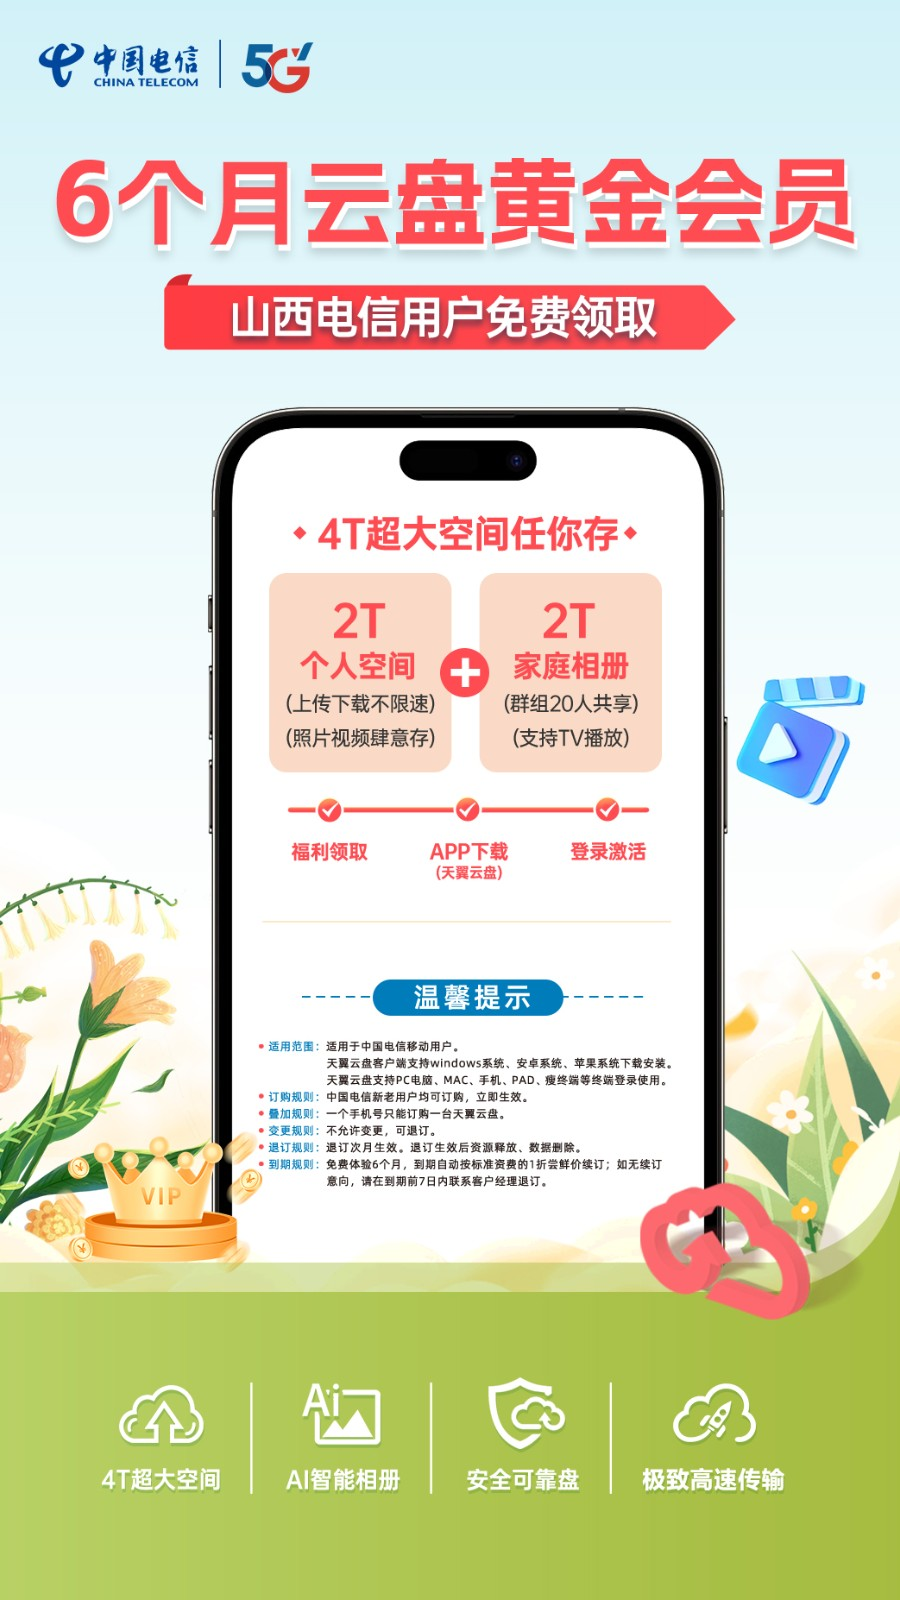 中国电信
CHINA TELECOM
5G
6个月云盘黄金会员
山西电信用户免费领取
4T超大空间任你存
2T
个人空间
(上传下载不限速)
(照片视频肆意存)
2T
家庭相册
(群组20人共享)
(支持TV播放)
福利领取
APP下载
(天翼云盘)
登录激活
温馨提示
适用范围：适用于中国电信移动用户。
天翼云盘客户端支持windows系统、安卓系统、苹果系统下载安装。
天翼云盘支持PC电脑、MAC、手机、PAD、瘦终端等终端登录使用。
订购规则：中国电信新老用户均可订购，立即生效。
叠加规则：一个手机号只能订购一台天翼云盘。
变更规则：不允许变更，可退订。
退订规则：退订次月生效。退订生效后资源释放、数据删除。
到期规则：免费体验6个月，到期自动按标准资费的1折尝鲜价续订；如无续订
意向，请在到期前7日内联系客户经理退订。
VIP
4T超大空间
Ai
AI智能相册
安全可靠盘
极致高速传输